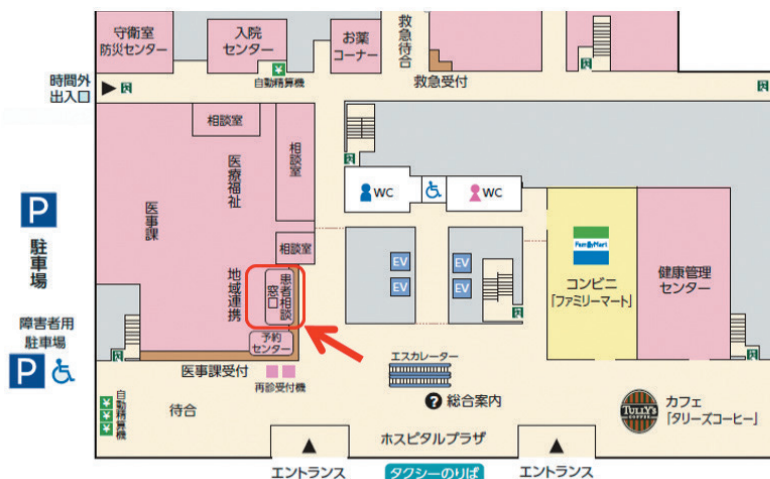 守衛室
防災センター
入院
センター
お薬
コーナー
救急待合
時間外
出入口
自動精算機
救急受付
相談室
医療福祉
相談室
医事課
WC
WC
P
駐車場
相談室
地域連携
患者相談
窓口
予約
センター
EV
EV
EV
EV
FamilyMart
コンビニ
「ファミリーマート」
健康管理
センター
障害者用
駐車場
P
医事課受付
再診受付機
エスカレーター
? 総合案内
自動精算機
待合
TULLY'S
COFFEE
カフェ
「タリーズコーヒー」
ホスピタルプラザ
エントランス
タクシーのりば
エントランス